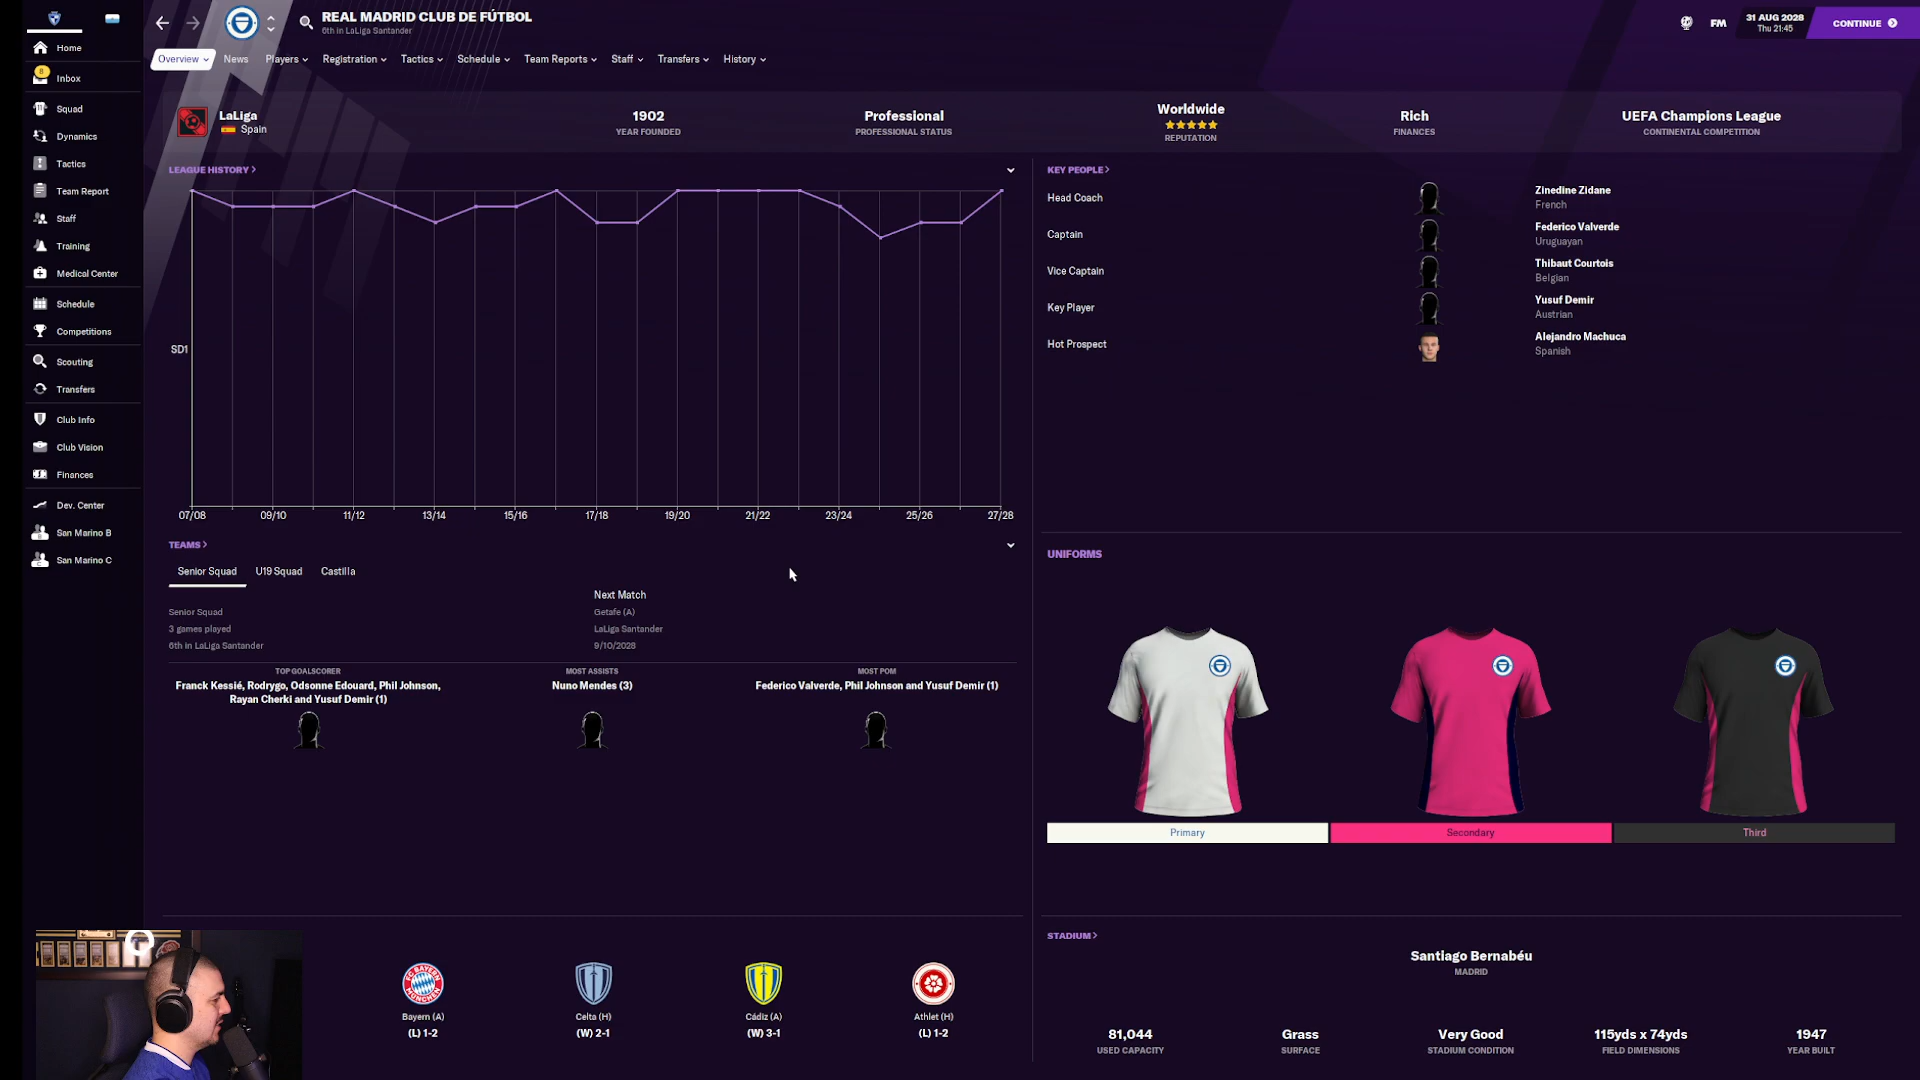 REAL MADRID CLUB DE FÚTBOL
6th in LaLiga Santander
FM
31 AUG 2028
Thu 21:45
CONTINUE
Home
8
Inbox
Squad
Dynamics
Tactics
Team Report
Staff
Training
Medical Center
Schedule
Competitions
Scouting
Transfers
Club Info
Club Vision
Finances
Dev. Center
San Marino B
San Marino C
Overview
News
Players
Registration
Tactics
Schedule
Team Reports
Staff
Transfers
History
LaLiga
Spain
1902
YEAR FOUNDED
Professional
PROFESSIONAL STATUS
Worldwide
REPUTATION
Rich
FINANCES
UEFA Champions League
CONTINENTAL COMPETITION
LEAGUE HISTORY
SD1
07/08 09/10 11/12 13/14 15/16 17/18 19/20 21/22 23/24 25/26 27/28
KEY PEOPLE
Head Coach
Zinedine Zidane
French
Captain
Federico Valverde
Uruguayan
Vice Captain
Thibaut Courtois
Belgian
Key Player
Yusuf Demir
Austrian
Hot Prospect
Alejandro Machuca
Spanish
TEAMS
Senior Squad
U19 Squad
Castilla
Senior Squad
3 games played
6th in LaLiga Santander
Next Match
Getafe (A)
LaLiga Santander
9/10/2028
TOP GOALSCORER
Franck Kessié, Rodrygo, Odsonne Edouard, Phil Johnson,
Rayan Cherki and Yusuf Demir (1)
MOST ASSISTS
Nuno Mendes (3)
MOST POM
Federico Valverde, Phil Johnson and Yusuf Demir (1)
UNIFORMS
Primary
Secondary
Third
FC BAYERN
MÜNCHEN
Bayern (A)
(L) 1-2
Celta (H)
(W) 2-1
Cádiz (A)
(W) 3-1
Athlet (H)
(L) 1-2
STADIUM
Santiago Bernabéu
MADRID
81,044
USED CAPACITY
Grass
SURFACE
Very Good
STADIUM CONDITION
115yds x 74yds
FIELD DIMENSIONS
1947
YEAR BUILT